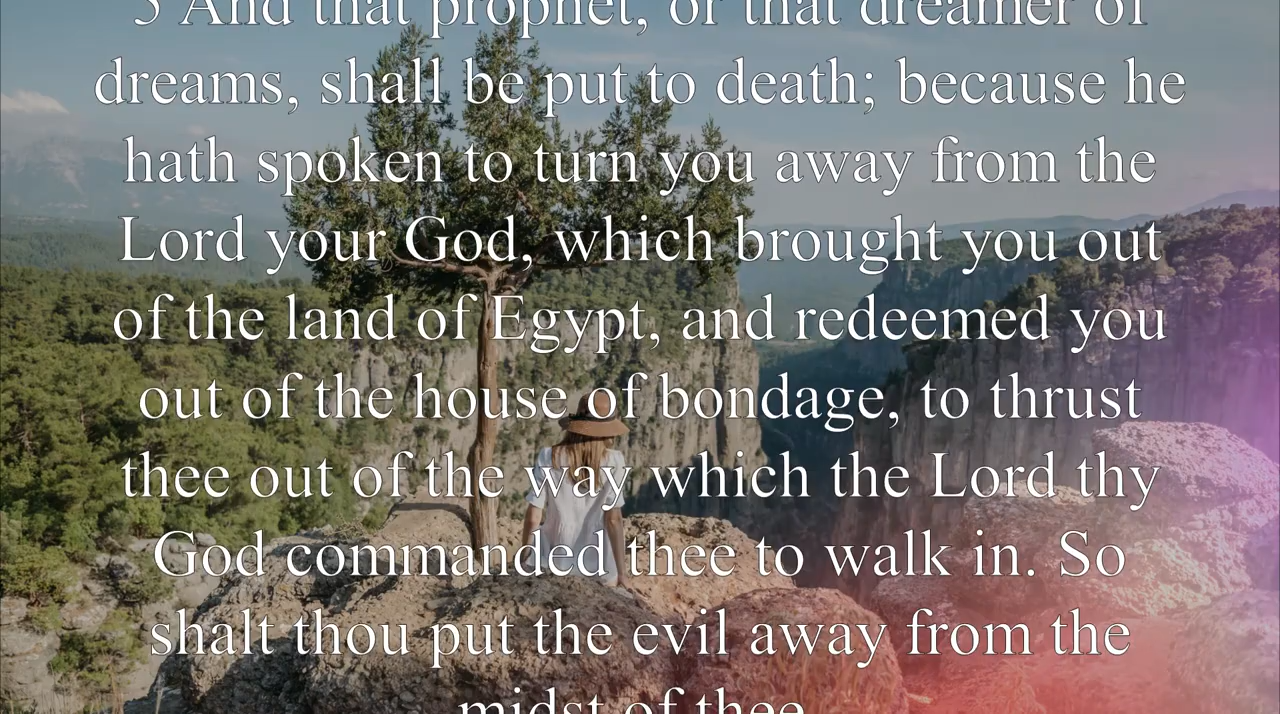 5 And that prophet, or that dreamer of
dreams, shall be put to death; because he
hath spoken to turn you away from the
Lord your God, which brought you out
of the land of Egypt, and redeemed you
out of the house of bondage, to thrust
thee out of the way which the Lord thy
God commanded thee to walk in. So
shalt thou put the evil away from the
midst of thee